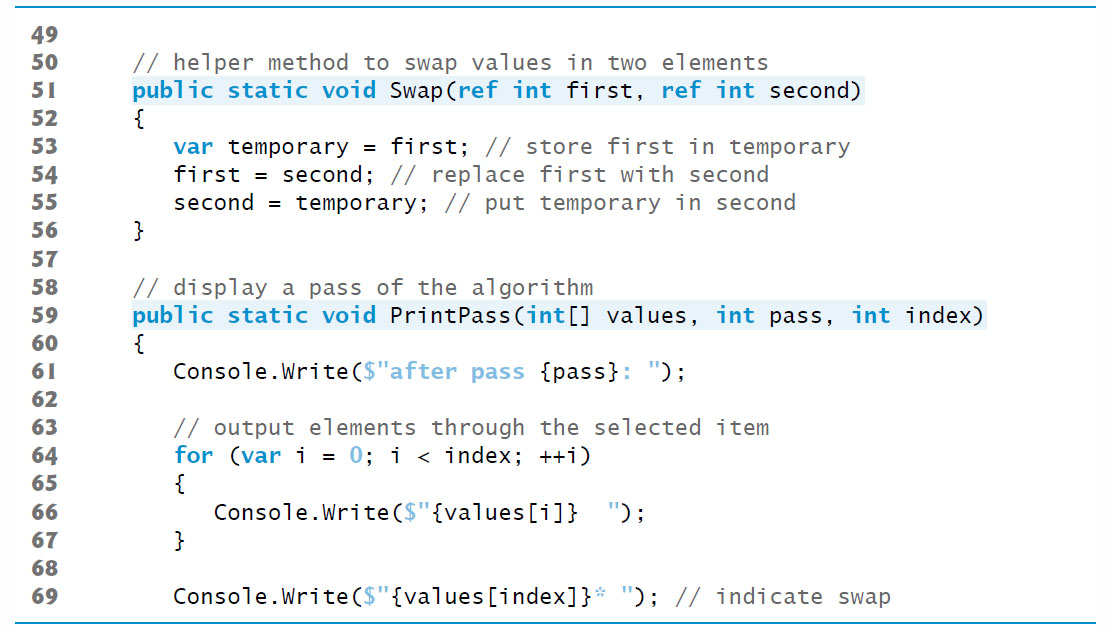 49
50 // helper method to swap values in two elements
51 public static void Swap(ref int first, ref int second)
52 {
53    var temporary = first; // store first in temporary
54    first = second; // replace first with second
55    second = temporary; // put temporary in second
56 }
57
58 // display a pass of the algorithm
59 public static void PrintPass(int[] values, int pass, int index)
60 {
61    Console.Write($"after pass {pass}: ");
62
63    // output elements through the selected item
64    for (var i = 0; i < index; ++i)
65    {
66       Console.Write($"{values[i]}  ");
67    }
68
69    Console.Write($"{values[index]}* "); // indicate swap